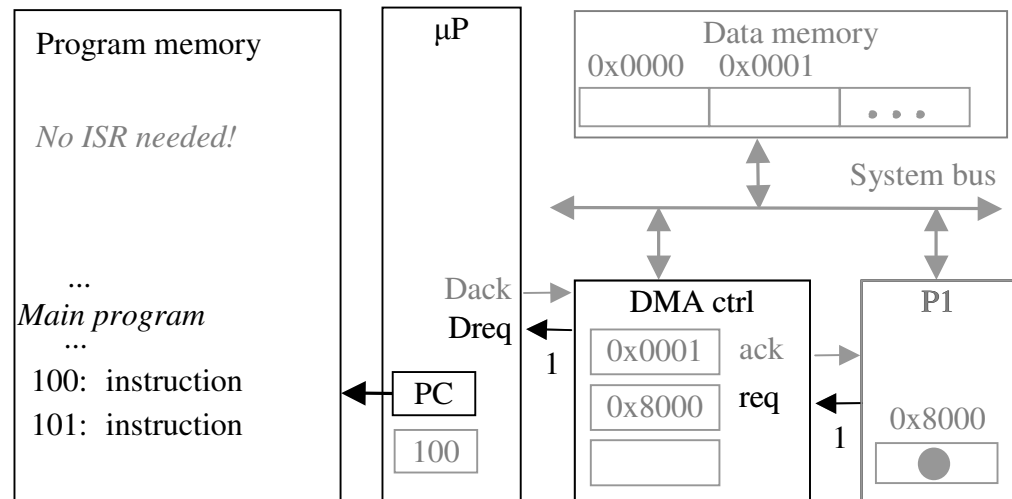 Program memory
No ISR needed!
...
Main program
...
100: instruction
101: instruction
μP
Dack
Dreq
PC
100
1
Data memory
0x0000 0x0001
System bus
DMA ctrl
0x0001
ack
0x8000
req
1
P1
0x8000